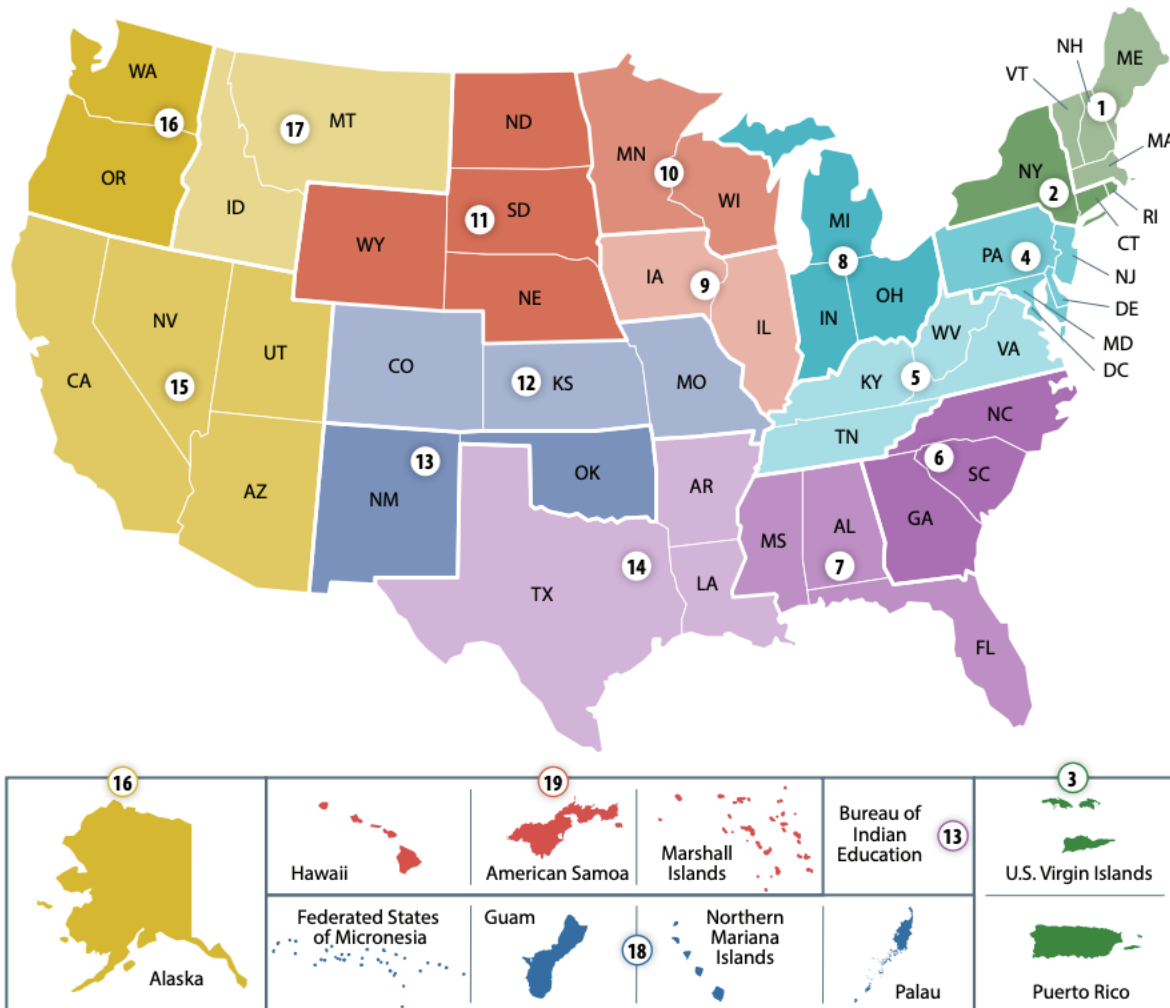 NH
ME
VT
WA
1
16
17
MT
ND
MN
MA
10
OR
NY
2
WI
ID
11
SD
MI
RI
CT
WY
PA
4
8
NJ
IA
9
NE
OH
DE
IN
NV
WV
IL
MD
UT
VA
CO
DC
CA
15
12
KS
MO
KY
5
NC
TN
13
6
OK
SC
AZ
NM
AR
GA
AL
MS
14
7
LA
TX
FL
16
19
3
Bureau of
Indian
Education
13
Hawaii
American Samoa
Marshall
Islands
U.S. Virgin Islands
Federated States
of Micronesia
Guam
18
Northern
Mariana
Islands
Alaska
Palau
Puerto Rico